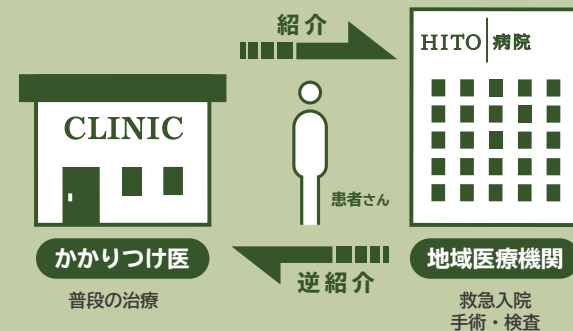 紹介
HITO 病院
CLINIC
患者さん
かかりつけ医
逆紹介
地域医療機関
普段の治療
救急入院
手術・検査